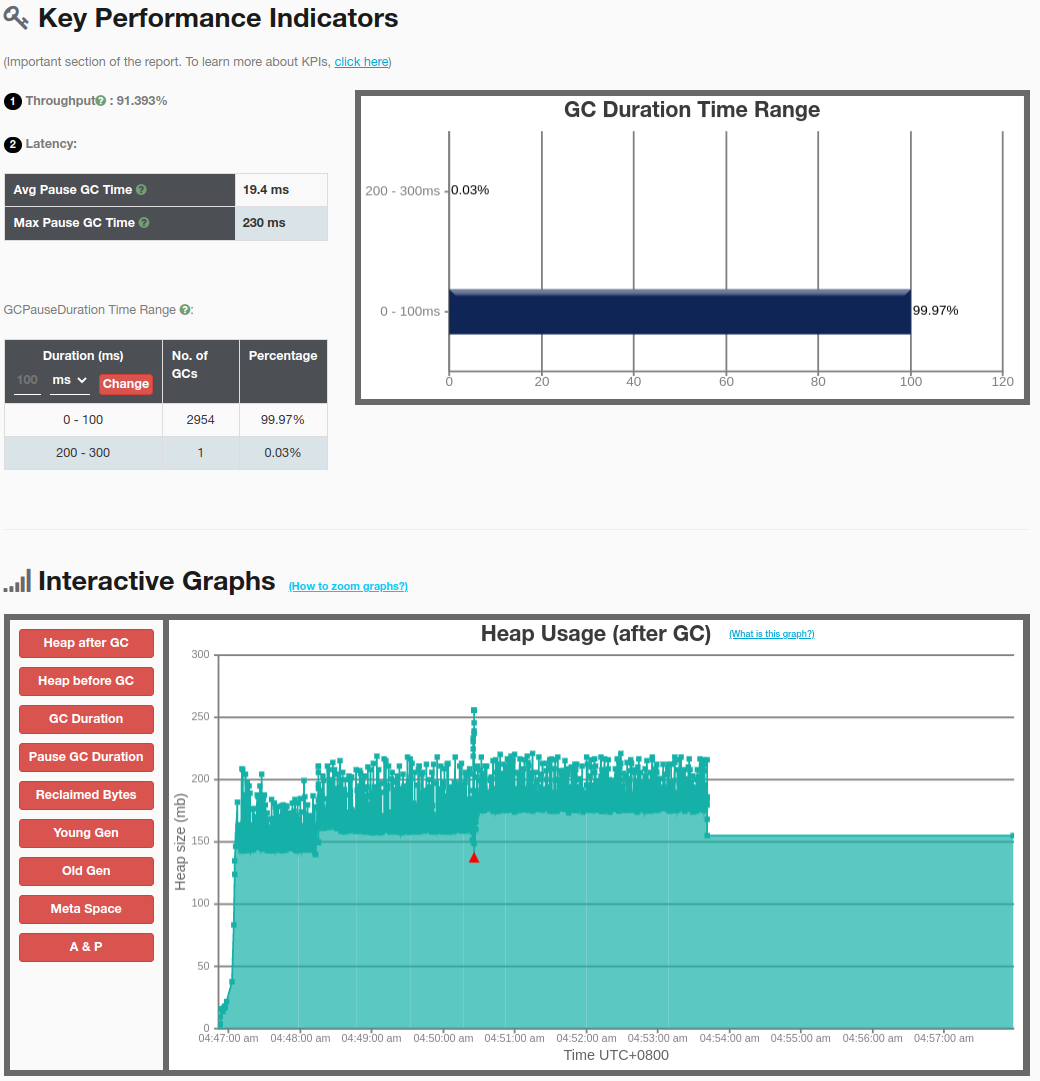 Key Performance Indicators
(Important section of the report. To learn more about KPIs, click here)
1 Throughput? : 91.393%
2 Latency:
Avg Pause GC Time ? 19.4 ms
Max Pause GC Time ? 230 ms
GCPauseDuration Time Range ?:
Duration (ms) No. of GCs Percentage
100 ms Change
0 - 100 2954 99.97%
200 - 300 1 0.03%
GC Duration Time Range
200 - 300ms 0.03%
0 - 100ms 99.97%
0 20 40 60 80 100 120
Interactive Graphs (How to zoom graphs?)
Heap after GC
Heap before GC
GC Duration
Pause GC Duration
Reclaimed Bytes
Young Gen
Old Gen
Meta Space
A & P
Heap Usage (after GC) (What is this graph?)
Heap size (mb)
300
250
200
150
100
50
0
04:47:00 am 04:48:00 am 04:49:00 am 04:50:00 am 04:51:00 am 04:52:00 am 04:53:00 am 04:54:00 am 04:55:00 am 04:56:00 am 04:57:00 am
Time UTC+0800